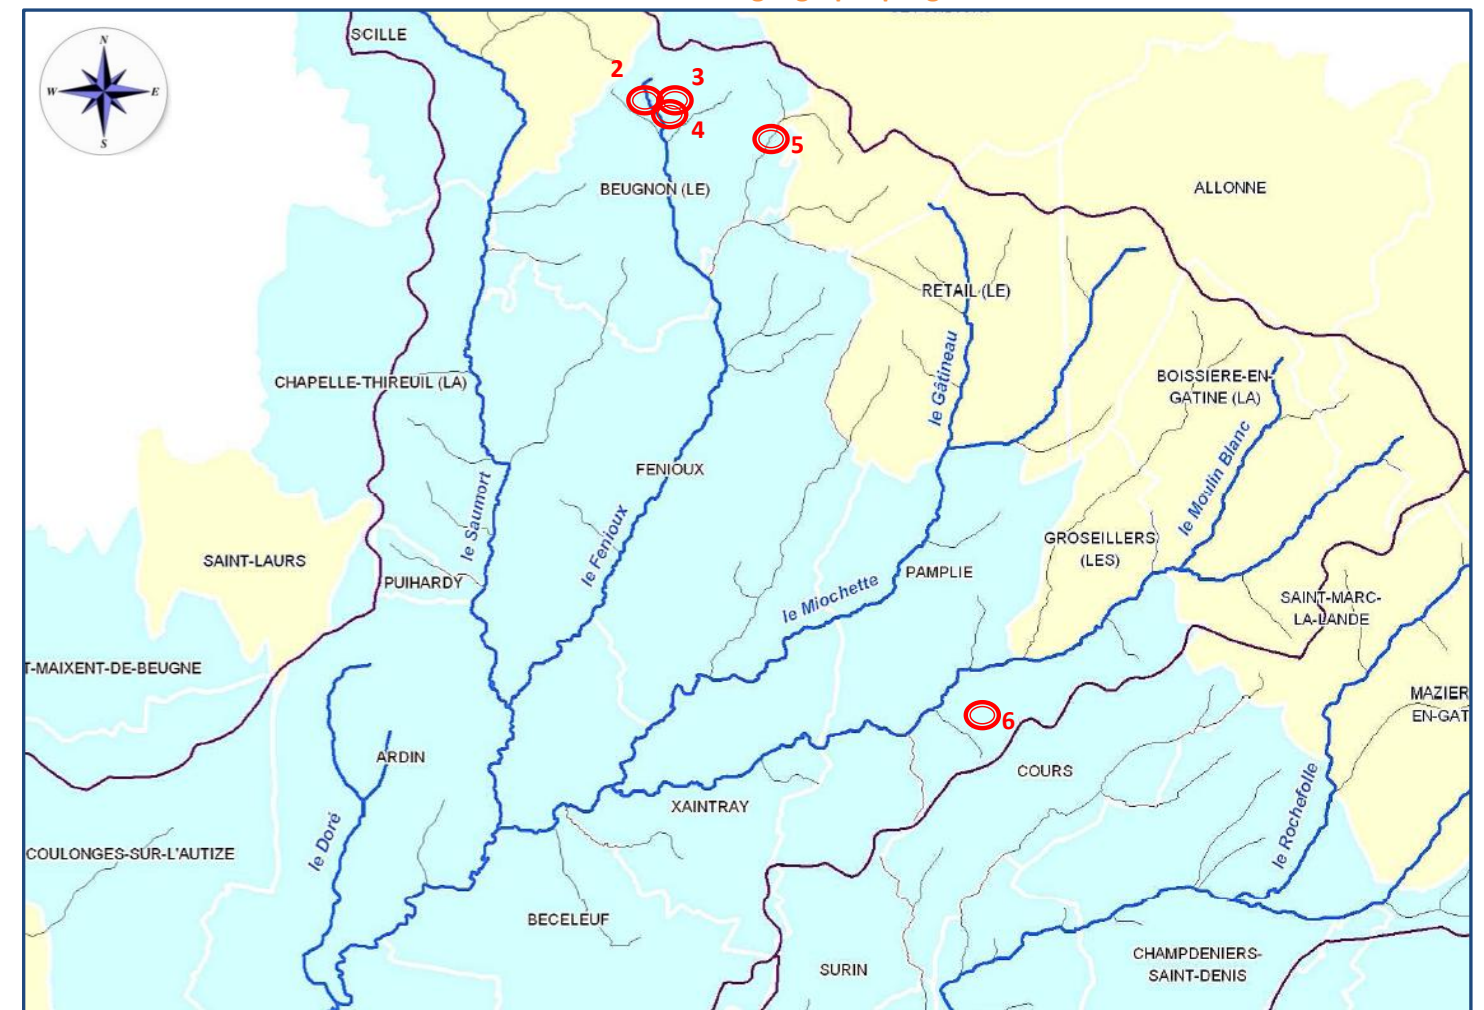 SCILLE
N
W
E
S
2
3
4
5
BEUGNON (LE)
ALLONNE
RETAIL (LE)
le Gâtineau
CHAPELLE-THIREUIL (LA)
BOISSIERE-EN-
GATINE (LA)
le Moulin Blanc
FENIOUX
le Saumort
le Fenioux
GROSEILLERS
(LES)
SAINT-LAURS
PUIHARDY
PAMPLIE
le Miochette
SAINT-MARC-
LA-LANDE
T-MAIXENT-DE-BEUGNE
MAZIER
EN-GAT
6
ARDIN
COURS
XAINTRAY
le Doré
le Rochefolle
COULONGES-SUR-L'AUTIZE
BECELEUF
CHAMPDENIERS-
SAINT-DENIS
SURIN